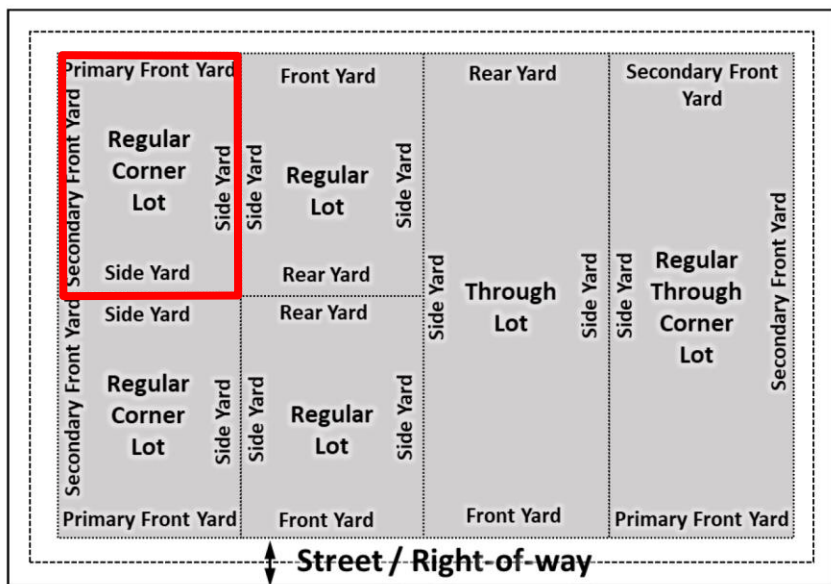 Primary Front Yard
Secondary Front Yard
Regular
Corner
Lot
Side Yard
Side Yard
Front Yard
Side Yard
Regular
Lot
Side Yard
Rear Yard
Rear Yard
Side Yard
Through
Lot
Side Yard
Front Yard
Secondary Front
Yard
Side Yard
Regular
Through
Corner
Lot
Secondary Front Yard
Primary Front Yard
Side Yard
Secondary Front Yard
Regular
Corner
Lot
Side Yard
Primary Front Yard
Rear Yard
Side Yard
Regular
Lot
Side Yard
Front Yard
Street / Right-of-way